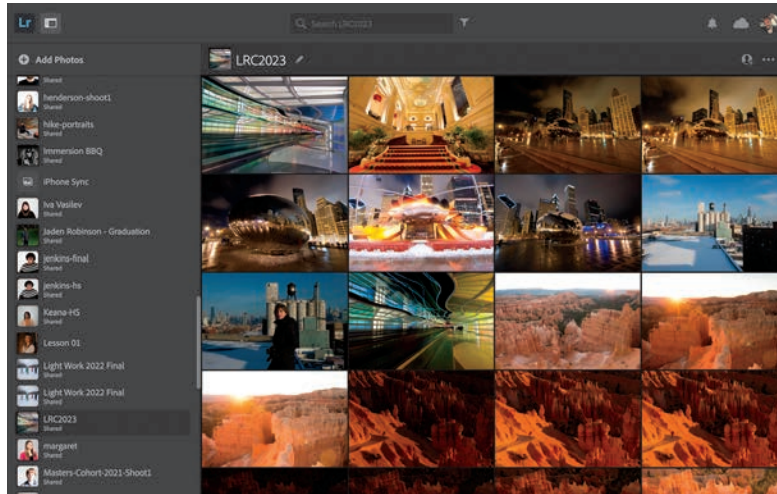 Lr
Search LRC2023
Add Photos
LRC2023
Shared
henderson-shoot1
Shared
hike-portraits
Shared
Immersion BBQ
Shared
iPhone Sync
Iva Vasilev
Shared
Jaden Robinson - Graduation
Shared
jenkins-final
Shared
jenkins-hs
Shared
Keana-HS
Shared
Lesson 01
Light Work 2022 Final
Shared
Light Work 2022 Final
Shared
LRC2023
Shared
margaret
Shared
Masters-Cohort-2021-Shoot1
Shared